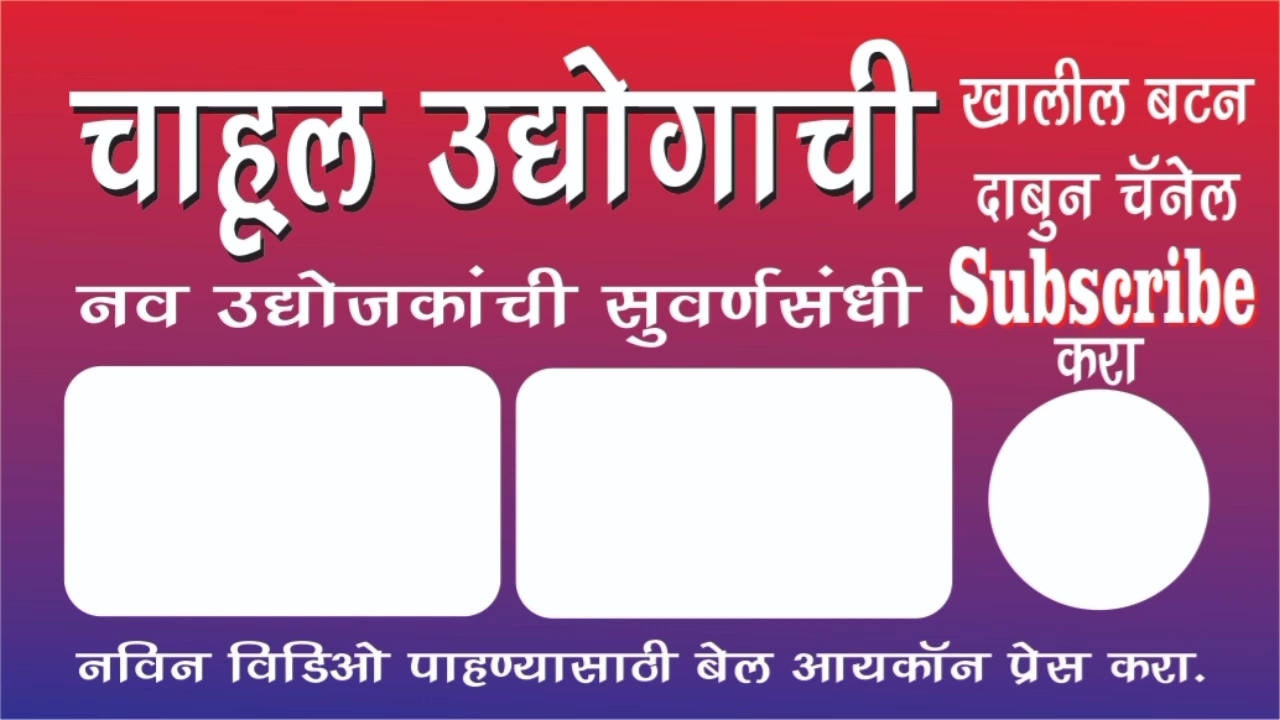 चाहूल उद्योगाची
नव उद्योजकांची सुवर्णसंधी
खालील बटन
दाबुन चॅनेल
Subscribe
करा
नविन विडिओ पाहण्यासाठी बेल आयकॉन प्रेस करा.